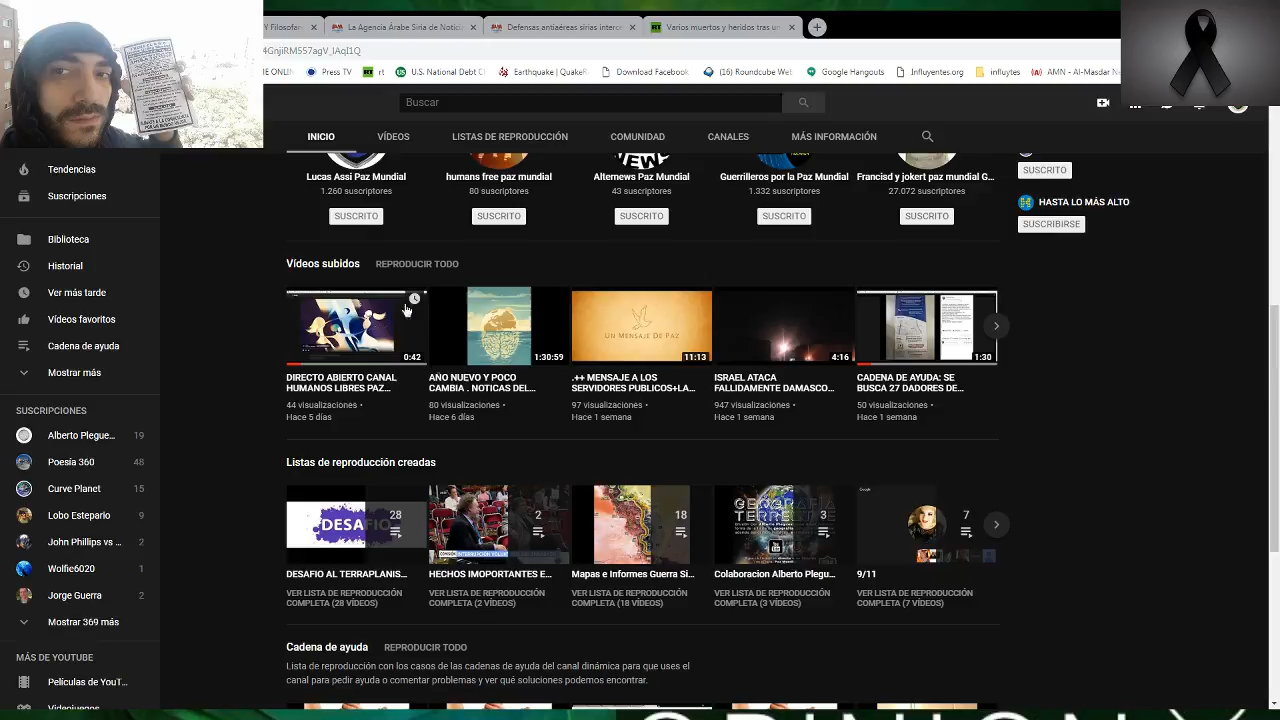 Filosofano
La Agencia Árabe Siria de Notici
Defensas antiaéreas sirias interc
Varios muertos y heridos tras un
4GnjiRM557agV_IAqI1Q
Press TV
rt
U.S. National Debt
Earthquake | QuakeR
Download Facebook
(16) Roundcube Web
Google Hangouts
Influyentes.org
influytes
AMN - Al-Masdar
Buscar
INICIO VÍDEOS LISTAS DE REPRODUCCIÓN COMUNIDAD CANALES MÁS INFORMACIÓN
NEWS
Lucas Assi Paz Mundial
humans free paz mundial
Alternews Paz Mundial
Guerrilleros por la Paz Mundial
Francisd y jokert paz mundial G...
1.260 suscriptores
80 suscriptores
43 suscriptores
1.332 suscriptores
27.072 suscriptores
SUSCRITO
SUSCRITO
SUSCRITO
SUSCRITO
SUSCRITO
SUSCRITO
HASTA LO MÁS ALTO
SUSCRIBIRSE
Tendencias
Suscripciones
Biblioteca
Historial
Ver más tarde
Vídeos favoritos
Cadena de ayuda
Mostrar más
SUSCRIPCIONES
Alberto Plegue... 19
Poesía 360 48
Curve Planet 15
Lobo Estepario 9
John Phillips vs ... 2
Wolfie6020 1
Jorge Guerra 2
Mostrar 369 más
MÁS DE YOUTUBE
Películas de YouT...
Videojuegos
Vídeos subidos REPRODUCIR TODO
0:42
1:30:59
UN MENSAJE DE PAZ
11:13
4:16
1:30
DIRECTO ABIERTO CANAL
HUMANOS LIBRES PAZ...
44 visualizaciones •
Hace 5 días
AÑO NUEVO Y POCO
CAMBIA . NOTICAS DEL...
80 visualizaciones •
Hace 6 días
.++ MENSAJE A LOS
SERVIDORES PUBLICOS+LA...
97 visualizaciones •
Hace 1 semana
ISRAEL ATACA
FALLIDAMENTE DAMASCO...
947 visualizaciones •
Hace 1 semana
CADENA DE AYUDA: SE
BUSCA 27 DADORES DE...
50 visualizaciones •
Hace 1 semana
Listas de reproducción creadas
DESAFIO
28
2
18
GEOGRAFIA
TERRESTRE
3
Google
7
DESAFIO AL TERRAPLANIS...
VER LISTA DE REPRODUCCIÓN
COMPLETA (28 VÍDEOS)
HECHOS IMOPORTANTES E...
VER LISTA DE REPRODUCCIÓN
COMPLETA (2 VÍDEOS)
Mapas e Informes Guerra Si...
VER LISTA DE REPRODUCCIÓN
COMPLETA (18 VÍDEOS)
Colaboracion Alberto Plegu...
VER LISTA DE REPRODUCCIÓN
COMPLETA (3 VÍDEOS)
9/11
VER LISTA DE REPRODUCCIÓN
COMPLETA (7 VÍDEOS)
Cadena de ayuda REPRODUCIR TODO
Lista de reproducción con los casos de las cadenas de ayuda del canal dinámica para que uses el
canal para pedir ayuda o comentar problemas y ver qué soluciones podemos encontrar.